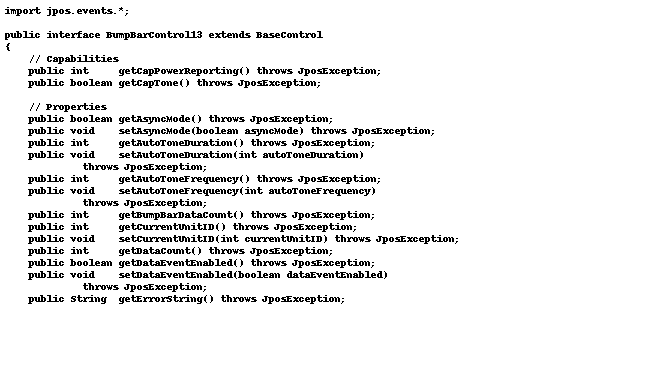 import jpos.events.*;

public interface BumpBarControl13 extends BaseControl
{
    // Capabilities
    public int     getCapPowerReporting() throws JposException;
    public boolean getCapTone() throws JposException;

    // Properties
    public boolean getAsyncMode() throws JposException;
    public void    setAsyncMode(boolean asyncMode) throws JposException;
    public int     getAutoToneDuration() throws JposException;
    public void    setAutoToneDuration(int autoToneDuration)
             throws JposException;
    public int     getAutoToneFrequency() throws JposException;
    public void    setAutoToneFrequency(int autoToneFrequency)
             throws JposException;
    public int     getBumpBarDataCount() throws JposException;
    public int     getCurrentUnitID() throws JposException;
    public void    setCurrentUnitID(int currentUnitID) throws JposException;
    public int     getDataCount() throws JposException;
    public boolean getDataEventEnabled() throws JposException;
    public void    setDataEventEnabled(boolean dataEventEnabled)
             throws JposException;
    public String  getErrorString() throws JposException;